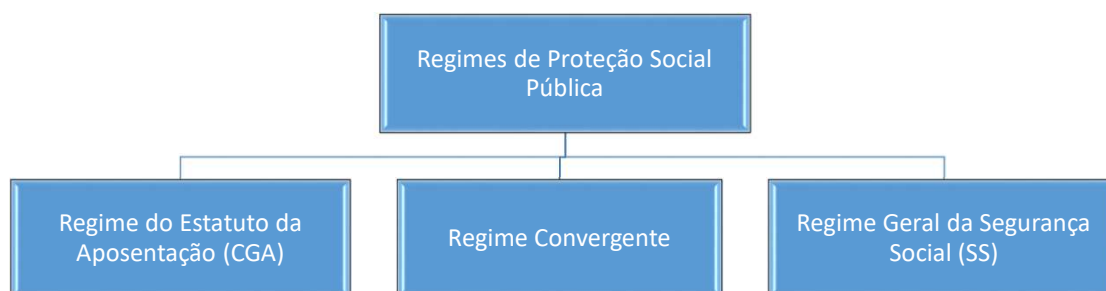 Regimes de Proteção Social
Pública
Regime do Estatuto da
Aposentação (CGA)
Regime Convergente
Regime Geral da Segurança
Social (SS)